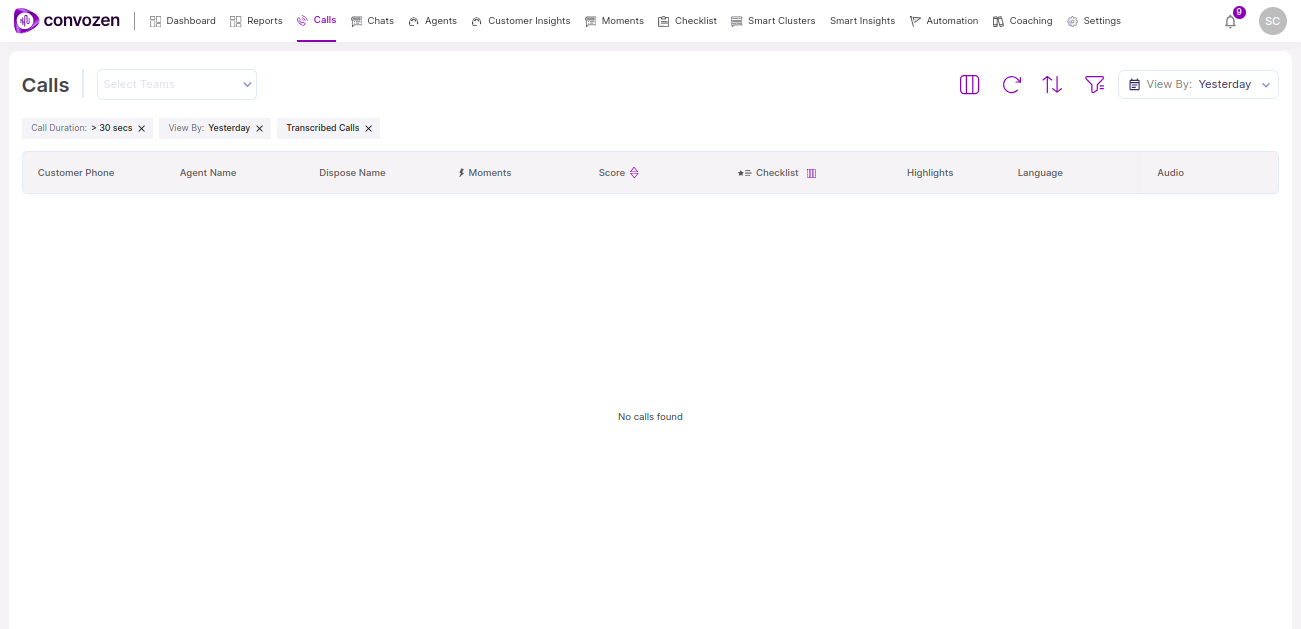 convozen Dashboard Reports Calls Chats Agents Customer Insights Moments Checklist Smart Clusters Smart Insights Automation Coaching Settings 9 SC
Calls Select Teams View By: Yesterday
Call Duration: > 30 secs View By: Yesterday Transcribed Calls
Customer Phone Agent Name Dispose Name Moments Score Checklist Highlights Language Audio
No calls found